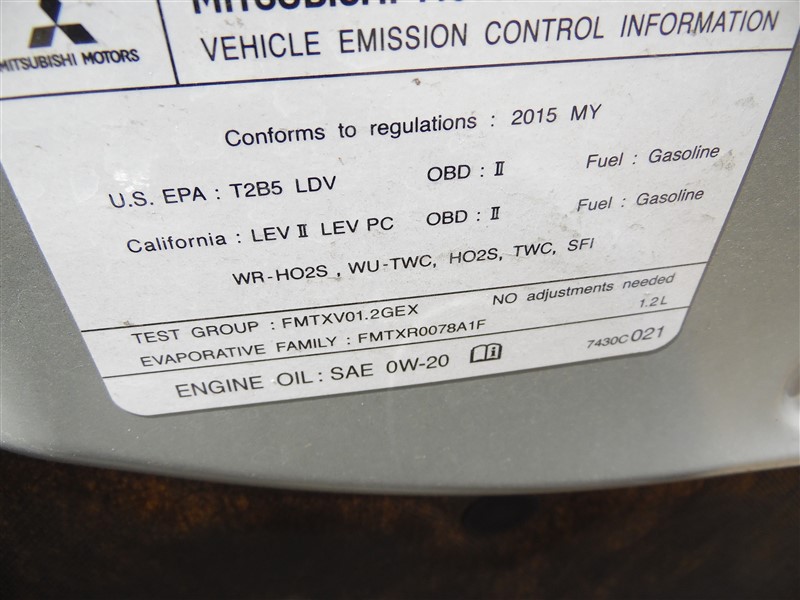 MITSUBISHI
MITSUBISHI MOTORS
VEHICLE EMISSION CONTROL INFORMATION
Conforms to regulations : 2015 MY
U.S. EPA : T2B5 LDV OBD : II Fuel : Gasoline
California : LEV II LEV PC OBD : II Fuel : Gasoline
WR-HO2S , WU-TWC, HO2S, TWC, SFI
TEST GROUP : FMTXV01.2GEX NO adjustments needed
EVAPORATIVE FAMILY : FMTXR0078A1F 1.2 L
ENGINE OIL : SAE 0W-20 7430C021